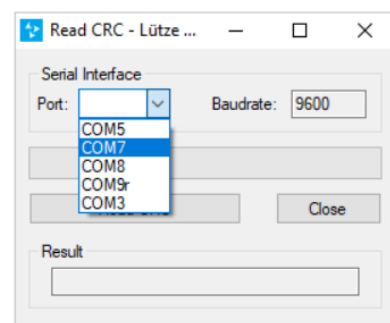 Read CRC - Lütze ...
Serial Interface
Port:
Baudrate: 9600
COM5
COM7
COM8
COM9r
COM3
Close
Result